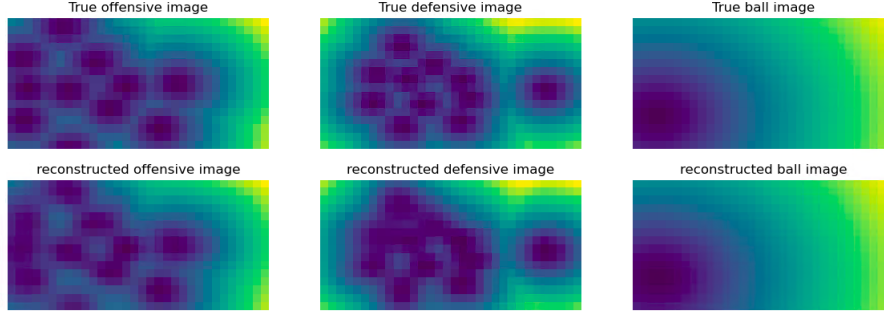 True offensive image
True defensive image
True ball image
reconstructed offensive image
reconstructed defensive image
reconstructed ball image